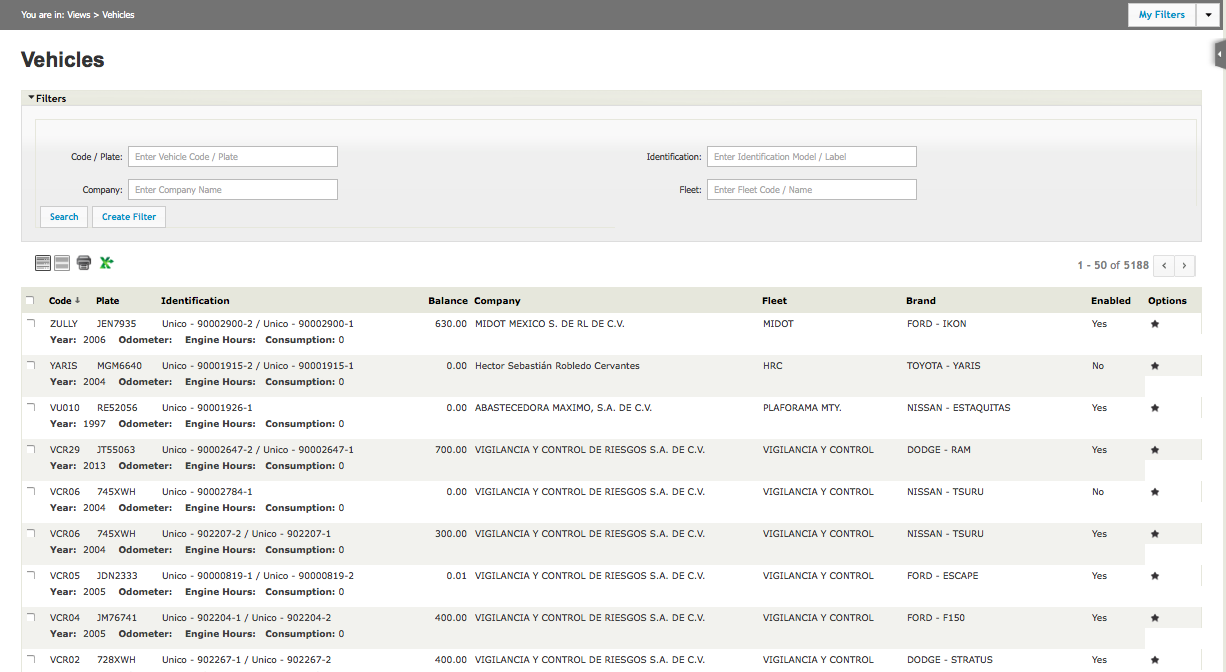 You are in: Views > Vehicles
My Filters
Vehicles
Filters
Code / Plate: Enter Vehicle Code / Plate Identification: Enter Identification Model / Label
Company: Enter Company Name Fleet: Enter Fleet Code / Name
Search Create Filter
1 - 50 of 5188
Code Plate Identification Balance Company Fleet Brand Enabled Options
ZULLY JEN7935 Unico - 90002900-2 / Unico - 90002900-1 630.00 MIDOT MEXICO S. DE RL DE C.V. MIDOT FORD - IKON Yes
Year: 2006 Odometer: Engine Hours: Consumption: 0
YARIS MGM6640 Unico - 90001915-2 / Unico - 90001915-1 0.00 Hector Sebastián Robledo Cervantes HRC TOYOTA - YARIS No
Year: 2004 Odometer: Engine Hours: Consumption: 0
VU010 RE52056 Unico - 90001926-1 0.00 ABASTECEDORA MAXIMO, S.A. DE C.V. PLAFORAMA MTY. NISSAN - ESTAQUITAS Yes
Year: 1997 Odometer: Engine Hours: Consumption: 0
VCR29 JT55063 Unico - 90002647-2 / Unico - 90002647-1 700.00 VIGILANCIA Y CONTROL DE RIESGOS S.A. DE C.V. VIGILANCIA Y CONTROL DODGE - RAM Yes
Year: 2013 Odometer: Engine Hours: Consumption: 0
VCR06 745XWH Unico - 90002784-1 0.00 VIGILANCIA Y CONTROL DE RIESGOS S.A. DE C.V. VIGILANCIA Y CONTROL NISSAN - TSURU No
Year: 2004 Odometer: Engine Hours: Consumption: 0
VCR06 745XWH Unico - 902207-2 / Unico - 902207-1 300.00 VIGILANCIA Y CONTROL DE RIESGOS S.A. DE C.V. VIGILANCIA Y CONTROL NISSAN - TSURU Yes
Year: 2004 Odometer: Engine Hours: Consumption: 0
VCR05 JDN2333 Unico - 90000819-1 / Unico - 90000819-2 0.01 VIGILANCIA Y CONTROL DE RIESGOS S.A. DE C.V. VIGILANCIA Y CONTROL FORD - ESCAPE Yes
Year: 2005 Odometer: Engine Hours: Consumption: 0
VCR04 JM76741 Unico - 902204-1 / Unico - 902204-2 400.00 VIGILANCIA Y CONTROL DE RIESGOS S.A. DE C.V. VIGILANCIA Y CONTROL FORD - F150 Yes
Year: 2005 Odometer: Engine Hours: Consumption: 0
VCR02 728XWH Unico - 902267-1 / Unico - 902267-2 400.00 VIGILANCIA Y CONTROL DE RIESGOS S.A. DE C.V. VIGILANCIA Y CONTROL DODGE - STRATUS Yes